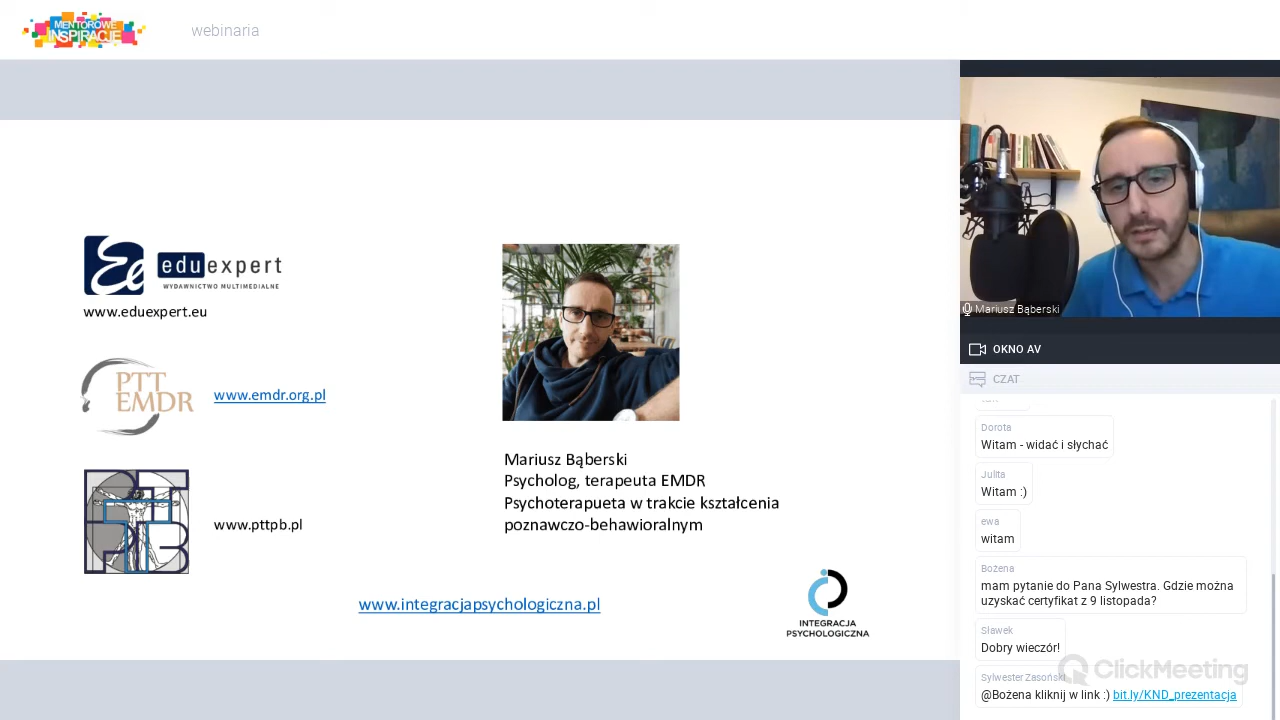 MENTOROWE
INSPIRACJE
webinaria
eduexpert
WYDAWNICTWO MULTIMEDIALNE
www.eduexpert.eu
PTT
EMDR
www.emdr.org.pl
www.pttpb.pl
Mariusz Bąberski
Psycholog, terapeuta EMDR
Psychoterapueta w trakcie kształcenia
poznawczo-behawioralnym
www.integracjapsychologiczna.pl
INTEGRACJA
PSYCHOLOGICZNA
Mariusz Bąberski
OKNO AV
CZAT
Dorota
Witam - widać i słychać
Julita
Witam :)
ewa
witam
Bożena
mam pytanie do Pana Sylwestra. Gdzie można
uzyskać certyfikat z 9 listopada?
Sławek
Dobry wieczór!
ClickMeeting
Sylwester Zasoński
@Bożena kliknij w link :) bit.ly/KND_prezentacja